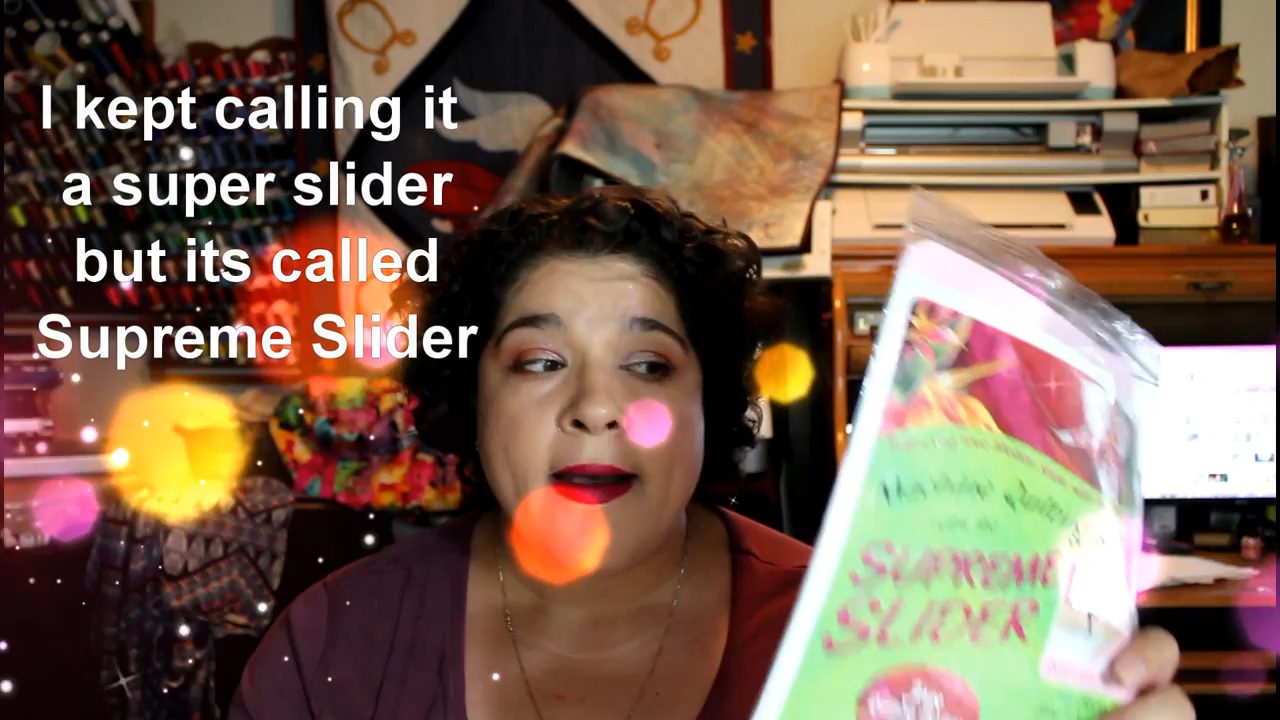 I kept calling it
a super slider
but its called
Supreme Slider
SUPREME
SLIDER